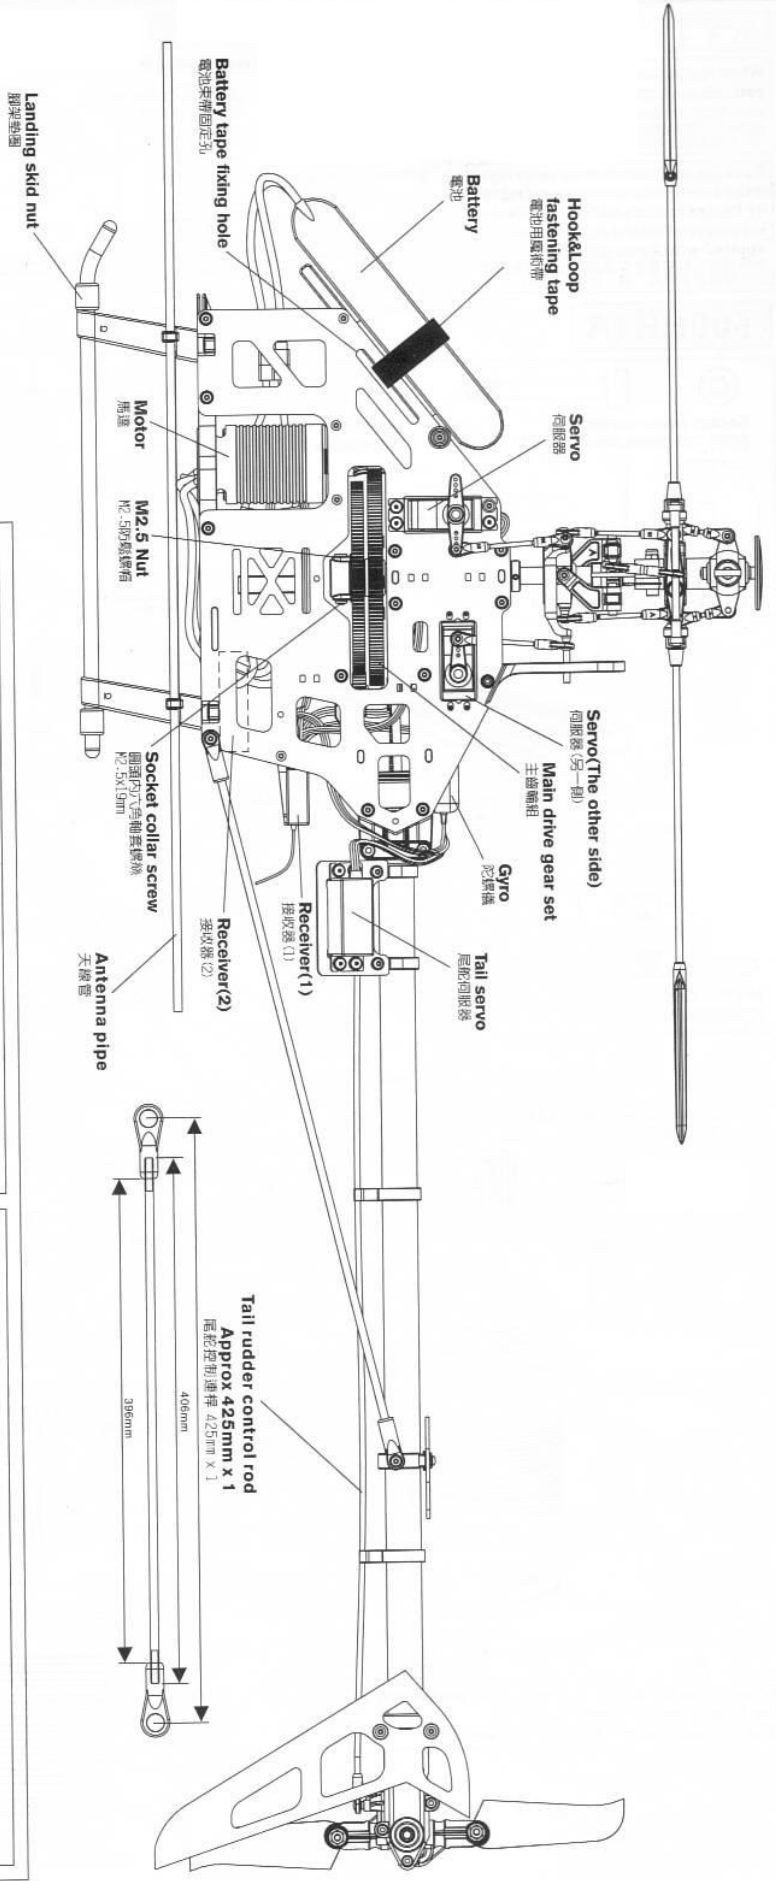 Hook&Loop
fastening tape
電池用魔術帶
Battery
電池
Battery tape fixing hole
電池束帶固定孔
Landing skid nut
腳架墊圈
Servo
伺服器
Motor
馬達
M2.5 Nut
M2.5防鬆螺帽
Servo(The other side)
伺服器(另一側)
Main drive gear set
主齒輪組
Socket collar screw
圓頭內六角軸套螺絲
M2.5x19mm
Gyro
陀螺儀
Tail servo
尾舵伺服器
Receiver(1)
接收器(1)
Receiver(2)
接收器(2)
Antenna pipe
天線管
Tail rudder control rod
Approx 425mm x 1
尾舵控制連桿 425mm x 1
406mm
396mm